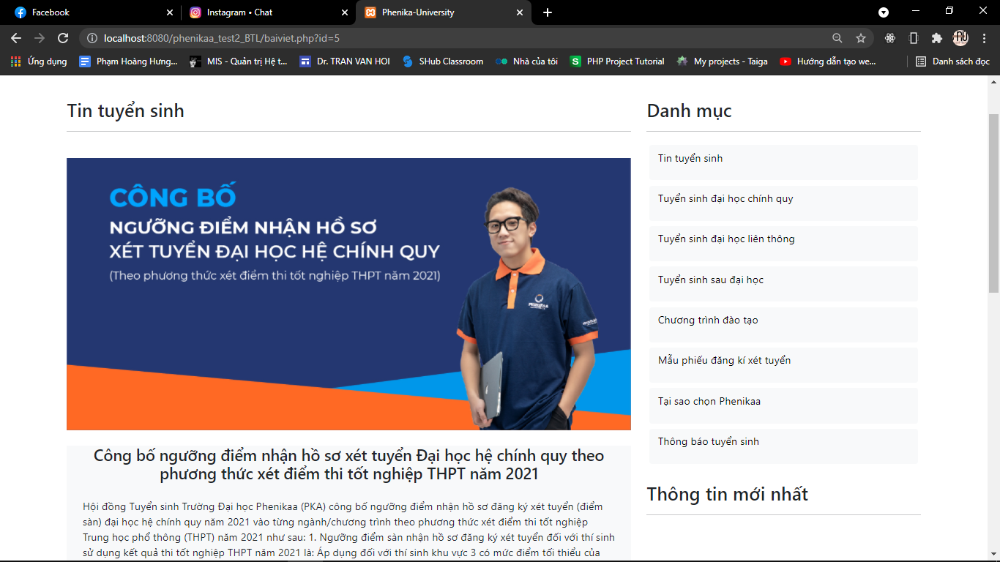 Facebook
Instagram • Chat
Phenika-University
localhost:8080/phenikaa_test2_BTL/baiviet.php?id=5
Ứng dụng
Phạm Hoàng Hưng...
MIS - Quản trị Hệ t...
Dr. TRAN VAN HOI
SHub Classroom
Nhà của tôi
PHP Project Tutorial
My projects - Taiga
Hướng dẫn tạo we...
Danh sách đọc
Tin tuyển sinh
CÔNG BỐ
NGƯỠNG ĐIỂM NHẬN HỒ SƠ
XÉT TUYỂN ĐẠI HỌC HỆ CHÍNH QUY
(Theo phương thức xét điểm thi tốt nghiệp THPT năm 2021)
PHENIKAA
Công bố ngưỡng điểm nhận hồ sơ xét tuyển Đại học hệ chính quy theo
phương thức xét điểm thi tốt nghiệp THPT năm 2021
Hội đồng Tuyển sinh Trường Đại học Phenikaa (PKA) công bố ngưỡng điểm nhận hồ sơ đăng ký xét tuyển (điểm
sàn) đại học hệ chính quy năm 2021 vào từng ngành/chương trình theo phương thức xét điểm thi tốt nghiệp
Trung học phổ thông (THPT) năm 2021 như sau: 1. Ngưỡng điểm sàn nhận hồ sơ đăng ký xét tuyển đối với thí sinh
sử dụng kết quả thi tốt nghiệp THPT năm 2021 là: Áp dụng đối với thí sinh khu vực 3 có mức điểm tối thiểu của
Danh mục
Tin tuyển sinh
Tuyển sinh đại học chính quy
Tuyển sinh đại học liên thông
Tuyển sinh sau đại học
Chương trình đào tạo
Mẫu phiếu đăng kí xét tuyển
Tại sao chọn Phenikaa
Thông báo tuyển sinh
Thông tin mới nhất